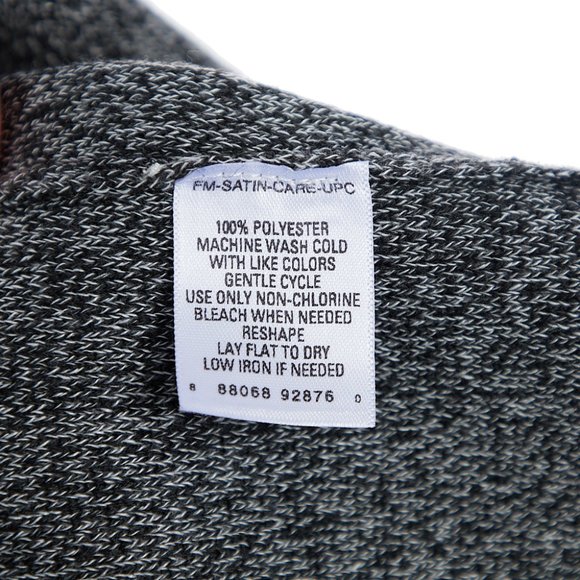 FM-SATIN-CARE-UPC
100% POLYESTER
MACHINE WASH COLD
WITH LIKE COLORS
GENTLE CYCLE
USE ONLY NON-CHLORINE
BLEACH WHEN NEEDED
RESHAPE
LAY FLAT TO DRY
LOW IRON IF NEEDED
8 88068 92876 0